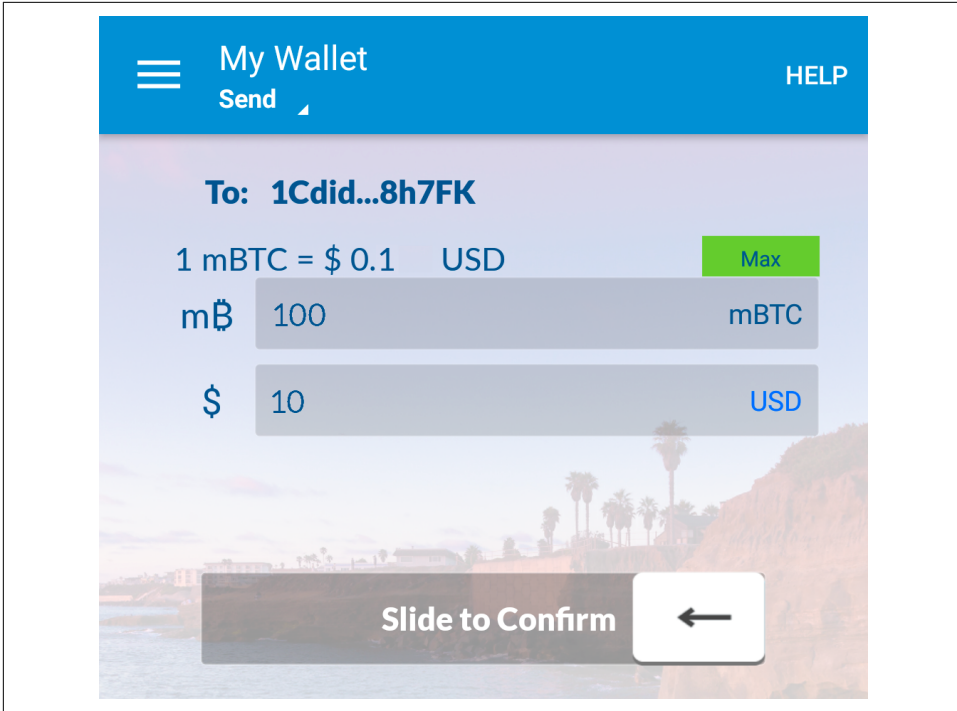 My Wallet
Send
HELP
To: 1Cdid...8h7FK
1 mBTC = $ 0.1 USD
Max
m₿ 100 mBTC
$ 10 USD
Slide to Confirm